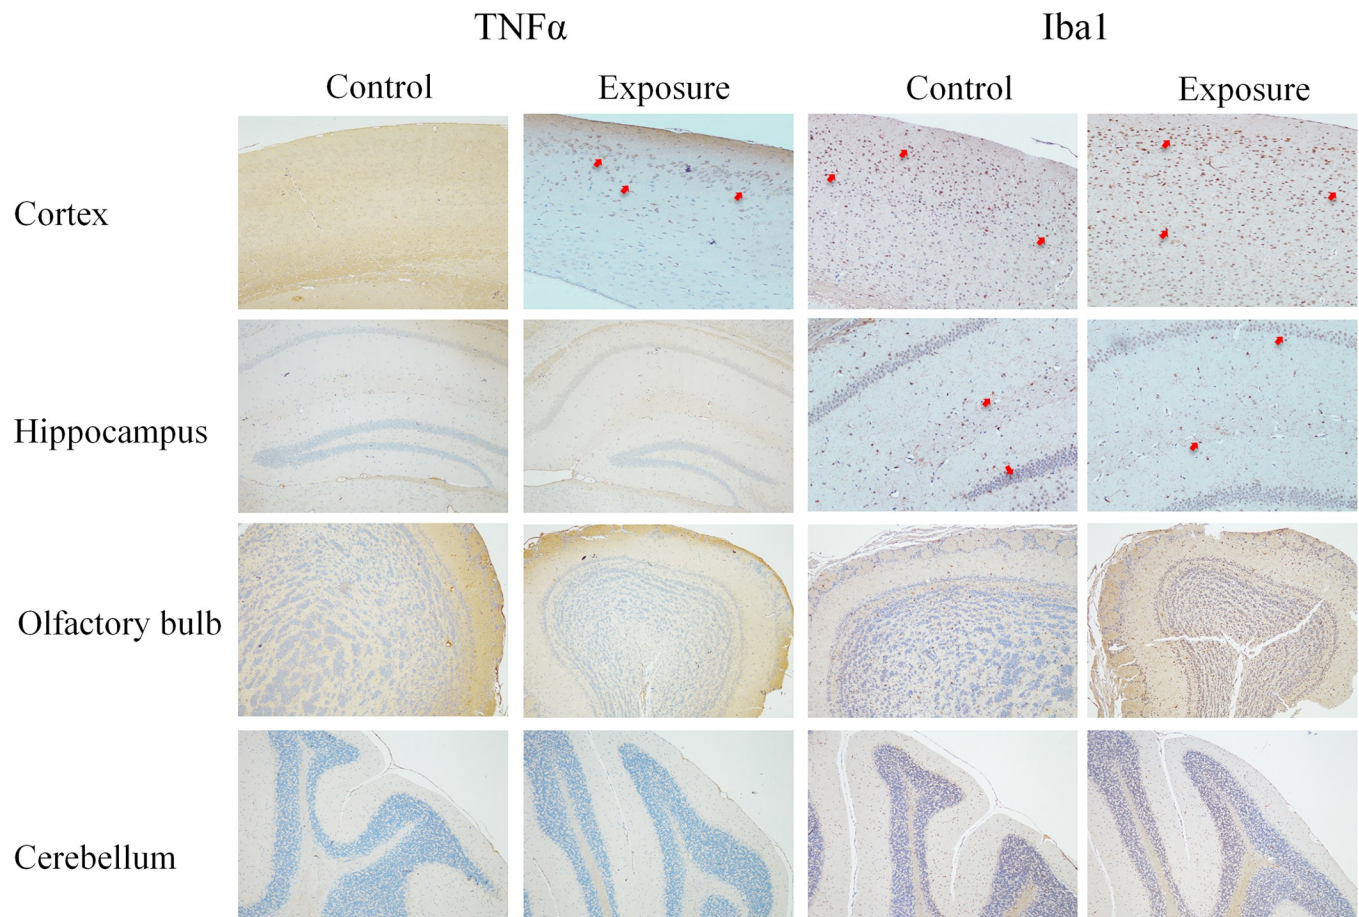 TNFα Iba1
Control Exposure Control Exposure
Cortex
Hippocampus
Olfactory bulb
Cerebellum